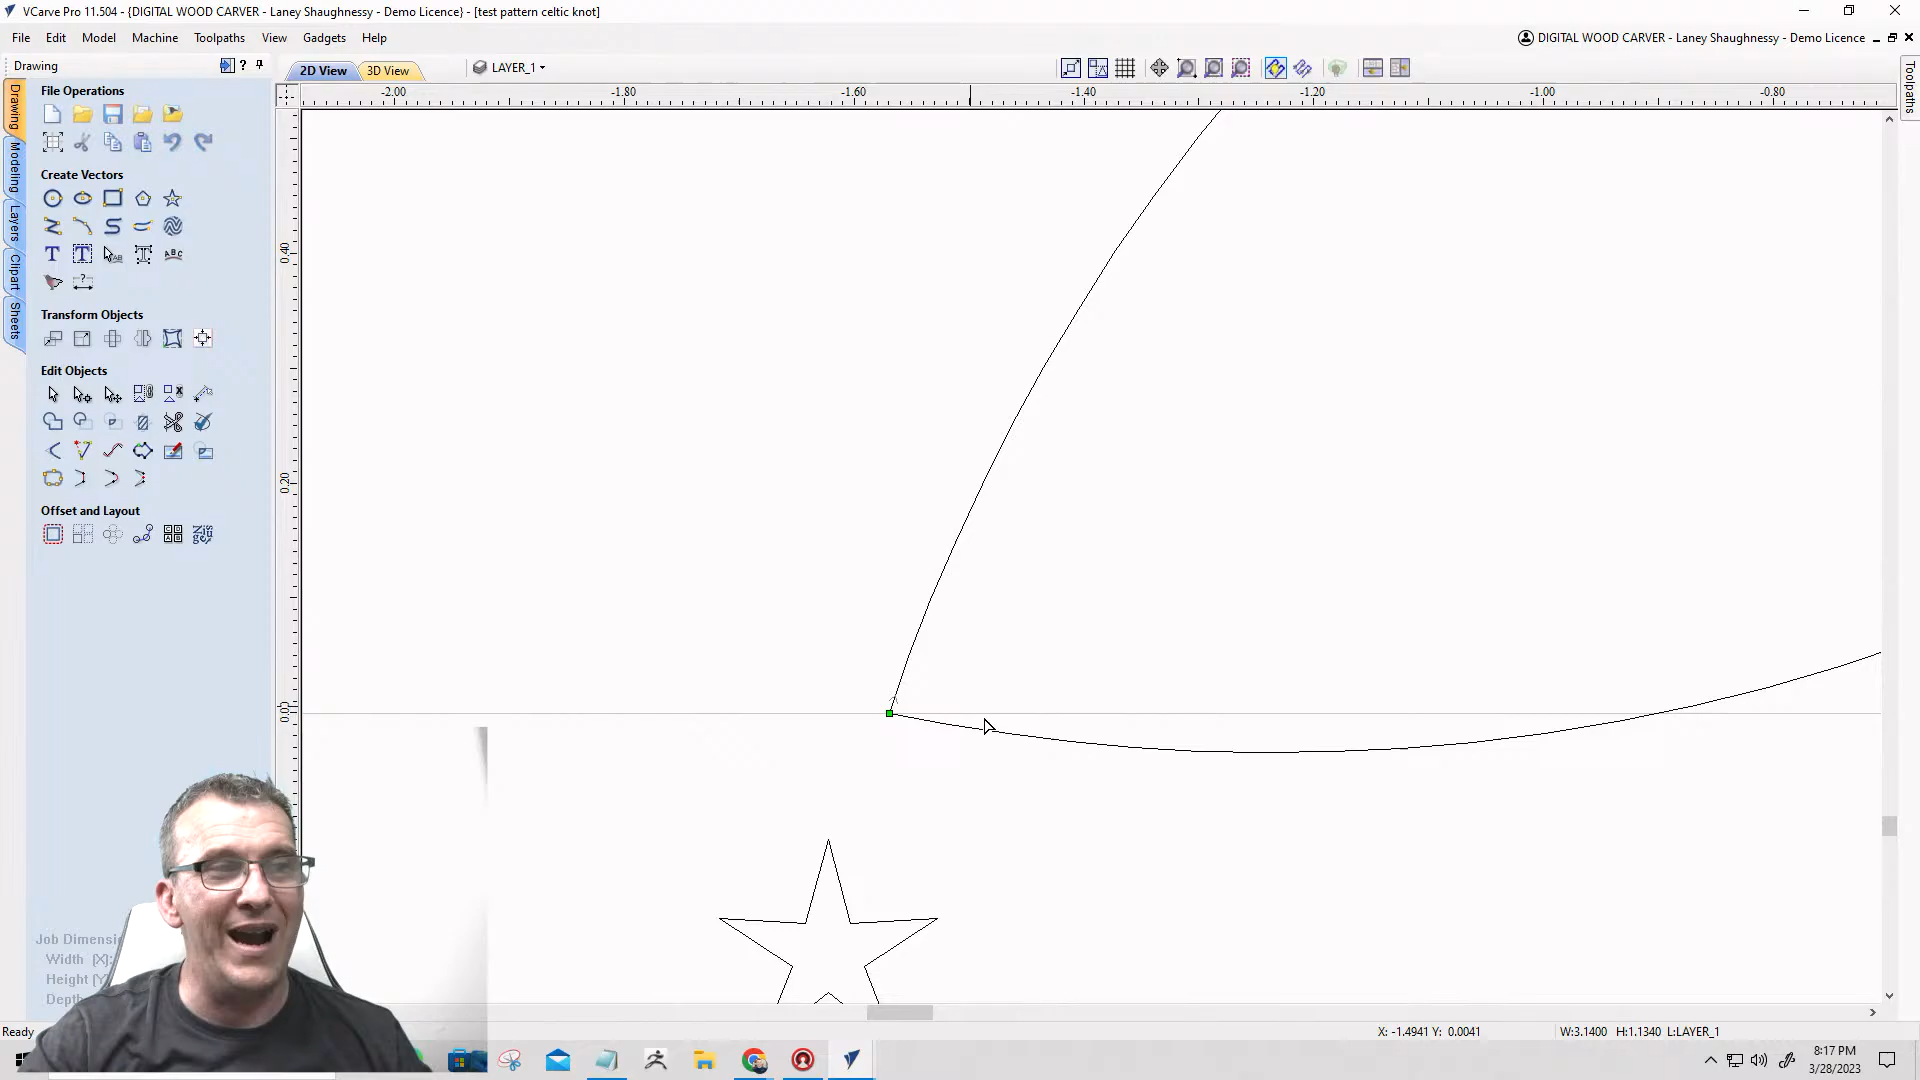 VCarve Pro 11.504 - {DIGITAL WOOD CARVER - Laney Shaughnessy - Demo Licence} - [test pattern celtic knot]
File Edit Model Machine Toolpaths View Gadgets Help
DIGITAL WOOD CARVER - Laney Shaughnessy - Demo Licence
Drawing
2D View
3D View
LAYER_1
Toolpaths
Drawing
Modeling
Layers
Clipart
Sheets
File Operations
Create Vectors
Transform Objects
Edit Objects
Offset and Layout
-2.00 -1.80 -1.60 -1.40 -1.20 -1.00 -0.80
0.40
0.20
0.00
Width (X):
Height (Y)
Depth
Ready
X: -1.4941 Y: 0.0041
W:3.1400 H:1.1340 L:LAYER_1
8:17 PM
3/28/2023